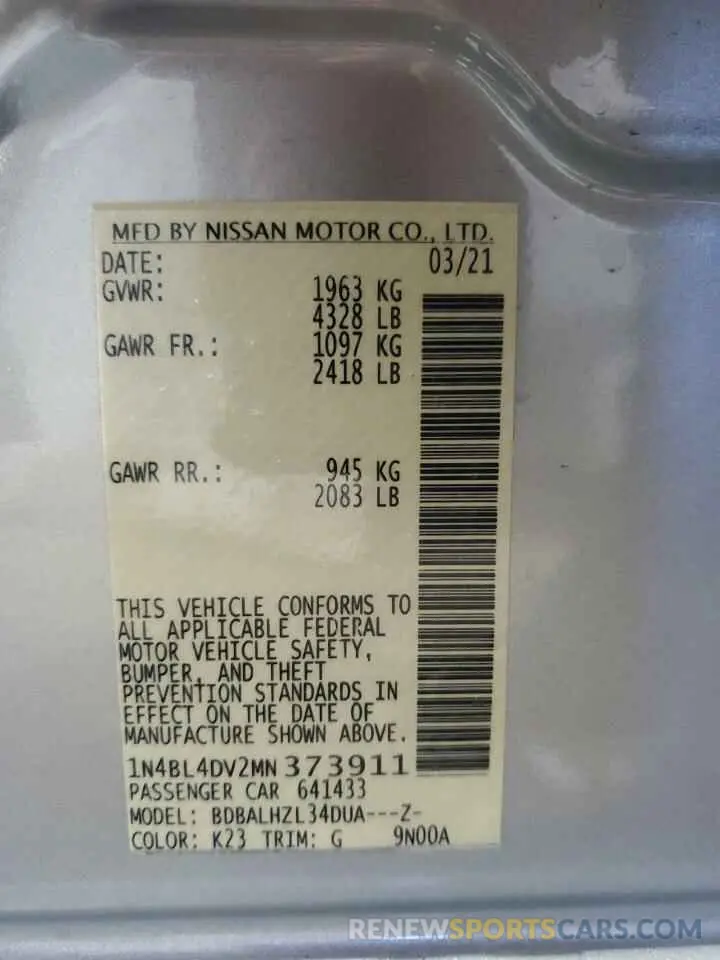 MFD BY NISSAN MOTOR CO., LTD.
DATE: 03/21
GVWR: 1963 KG
4328 LB
GAWR FR.: 1097 KG
2418 LB
GAWR RR.: 945 KG
2083 LB
THIS VEHICLE CONFORMS TO
ALL APPLICABLE FEDERAL
MOTOR VEHICLE SAFETY,
BUMPER, AND THEFT
PREVENTION STANDARDS IN
EFFECT ON THE DATE OF
MANUFACTURE SHOWN ABOVE.
1N4BL4DV2MN373911
PASSENGER CAR 641433
MODEL: BDBALHZL34DUA---Z-
COLOR: K23 TRIM: G 9N00A
RENEWSPORTSCARS.COM